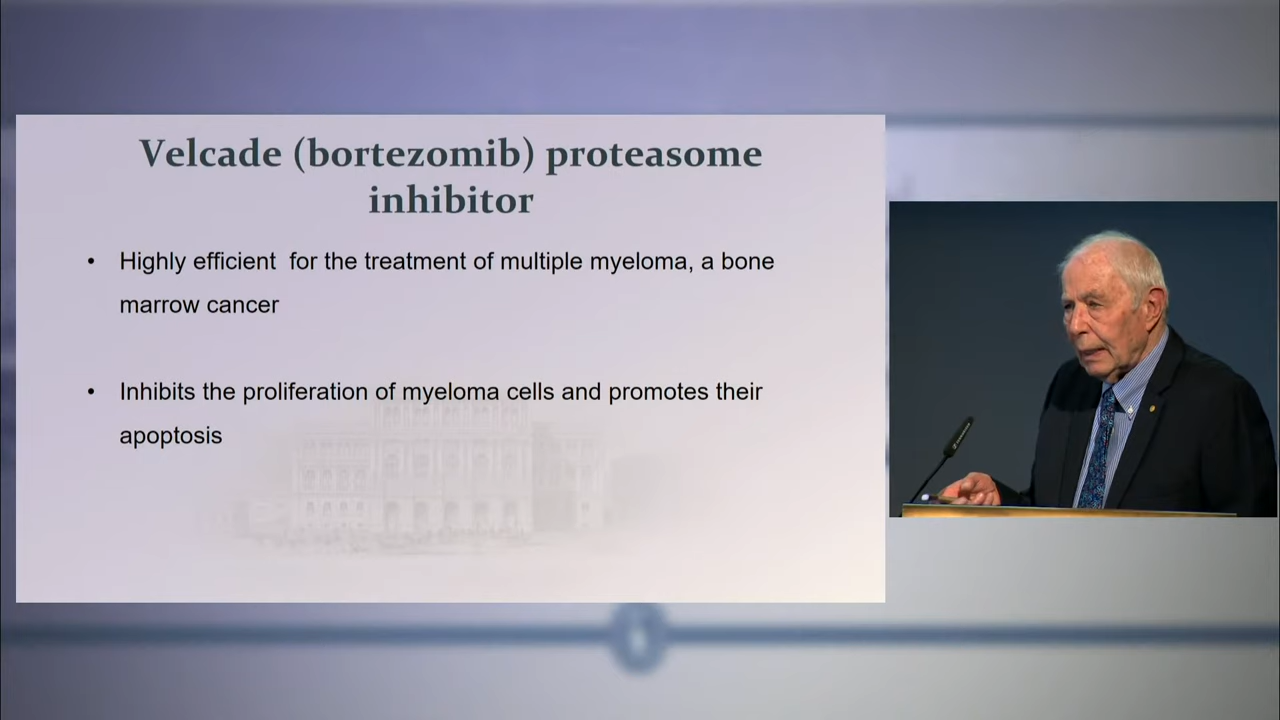 Velcade (bortezomib) proteasome
inhibitor
• Highly efficient  for the treatment of multiple myeloma, a bone
marrow cancer
• Inhibits the proliferation of myeloma cells and promotes their
apoptosis